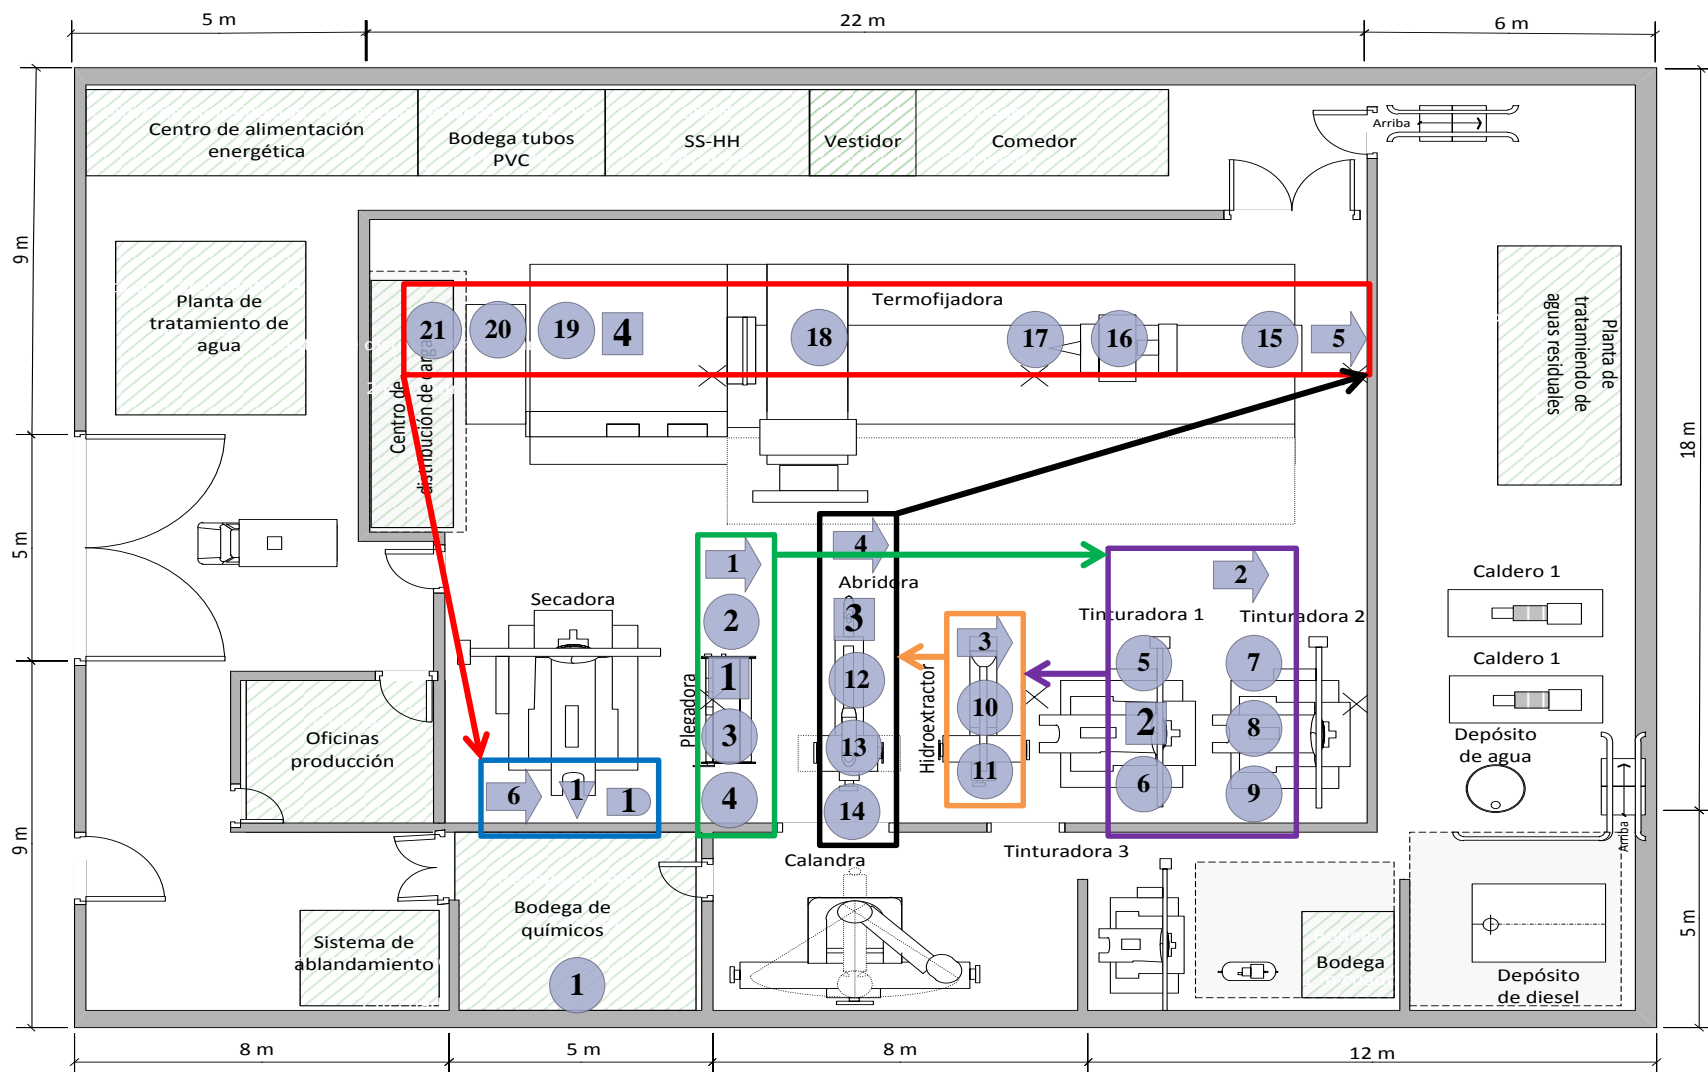 5 m
22 m
6 m
Centro de alimentación
energética
Bodega tubos
PVC
SS-HH
Vestidor
Comedor
Arriba
9 m
Planta de
tratamiento de
agua
Termofijadora
21
20
19
4
18
17
16
15
5
Centro de
distribución de carga
Planta de
tratamiendo de
aguas residuales
18 m
5 m
1
4
2
Abridora
Secadora
2
3
3
Tinturadora 1
Tinturadora 2
Caldero 1
1
12
5
7
Caldero 1
Plegadora
Hidroextractor
10
2
8
3
13
Oficinas
producción
Depósito
de agua
11
6
9
6
1
1
4
14
9 m
Arriba
Calandra
Tinturadora 3
Bodega de
químicos
Sistema de
ablandamiento
1
Bodega
Depósito
de diesel
5 m
8 m
5 m
8 m
12 m